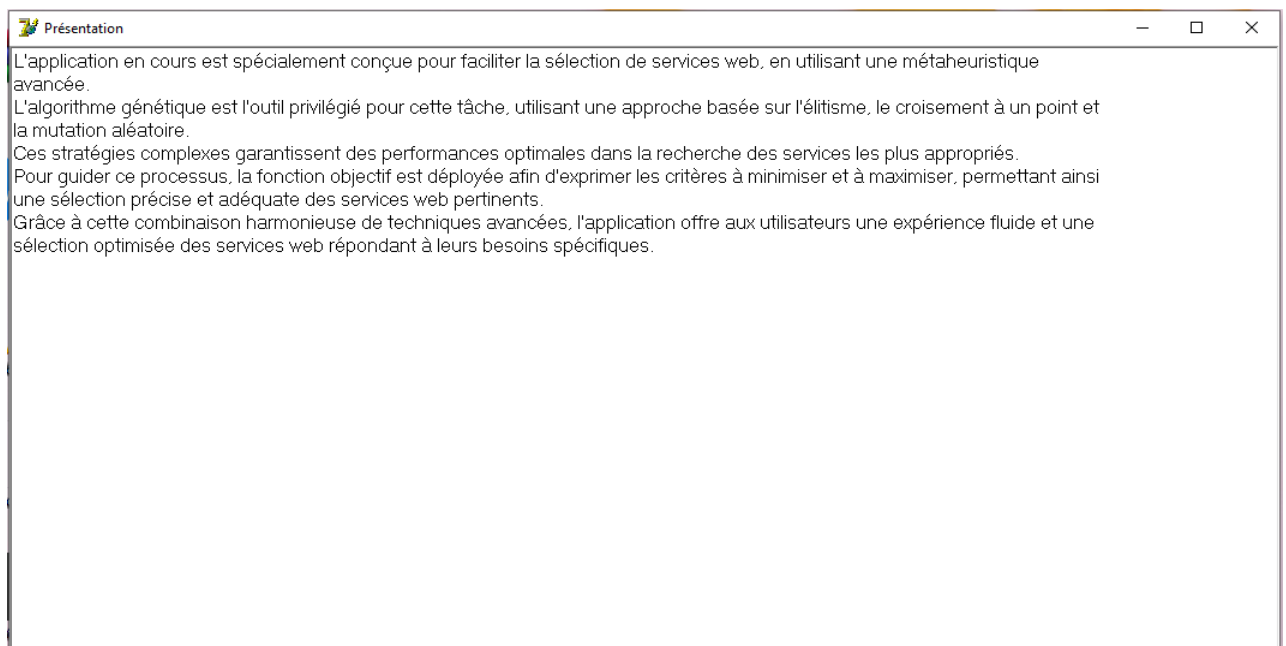 Présentation
L'application en cours est spécialement conçue pour faciliter la sélection de services web, en utilisant une métaheuristique
avancée.
L'algorithme génétique est l'outil privilégié pour cette tâche, utilisant une approche basée sur l'élitisme, le croisement à un point et
la mutation aléatoire.
Ces stratégies complexes garantissent des performances optimales dans la recherche des services les plus appropriés.
Pour guider ce processus, la fonction objectif est déployée afin d'exprimer les critères à minimiser et à maximiser, permettant ainsi
une sélection précise et adéquate des services web pertinents.
Grâce à cette combinaison harmonieuse de techniques avancées, l'application offre aux utilisateurs une expérience fluide et une
sélection optimisée des services web répondant à leurs besoins spécifiques.